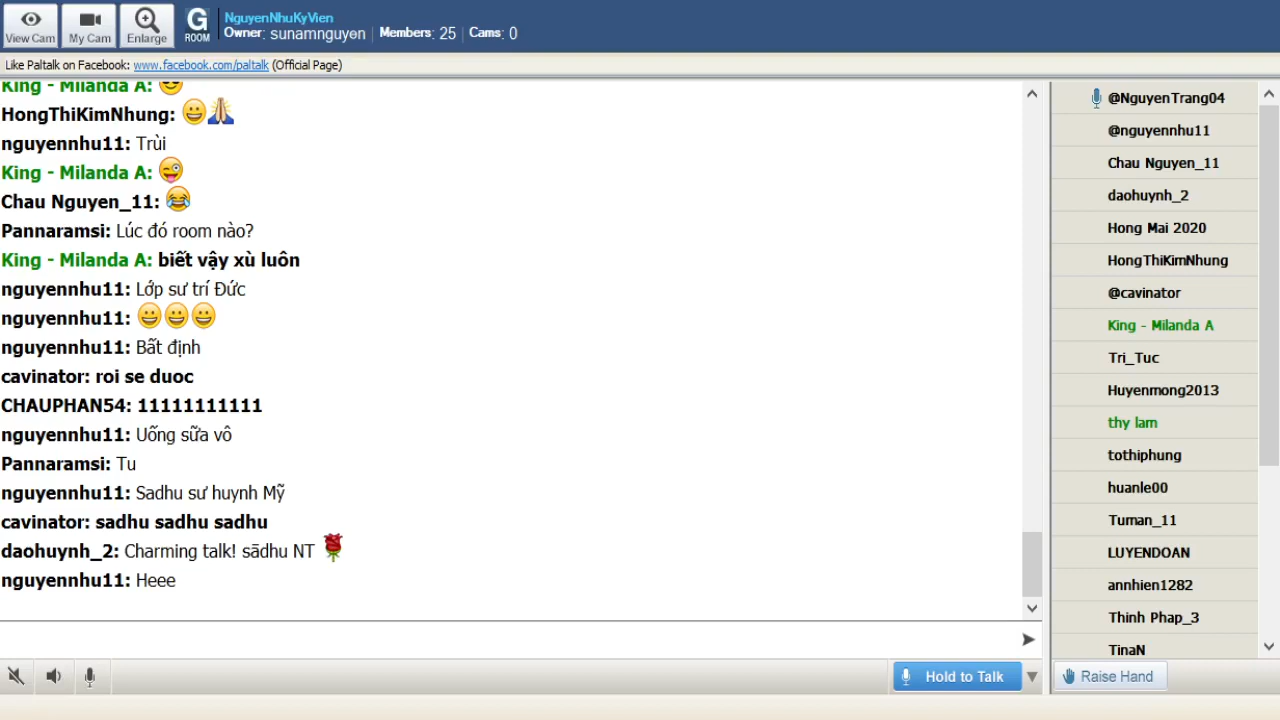 View Cam
My Cam
Enlarge
G
ROOM
NguyenNhuKyVien
Owner: sunamnguyen | Members: 25 | Cams: 0
Like Paltalk on Facebook: www.facebook.com/paltalk (Official Page)
King - Milanda A:
HongThiKimNhung:
nguyennhu11: Trùi
King - Milanda A:
Chau Nguyen_11:
Pannaramsi: Lúc đó room nào?
King - Milanda A: biết vậy xù luôn
nguyennhu11: Lớp sư trí Đức
nguyennhu11:
nguyennhu11: Bất định
cavinator: roi se duoc
CHAUPHAN54: 11111111111
nguyennhu11: Uống sữa vô
Pannaramsi: Tu
nguyennhu11: Sadhu sư huynh Mỹ
cavinator: sadhu sadhu sadhu
daohuynh_2: Charming talk! sādhu NT
nguyennhu11: Heee
@NguyenTrang04
@nguyennhu11
Chau Nguyen_11
daohuynh_2
Hong Mai 2020
HongThiKimNhung
@cavinator
King - Milanda A
Tri_Tuc
Huyenmong2013
thy lam
tothiphung
huanle00
Tuman_11
LUYENDOAN
annhien1282
Thinh Phap_3
TinaN
Hold to Talk
Raise Hand